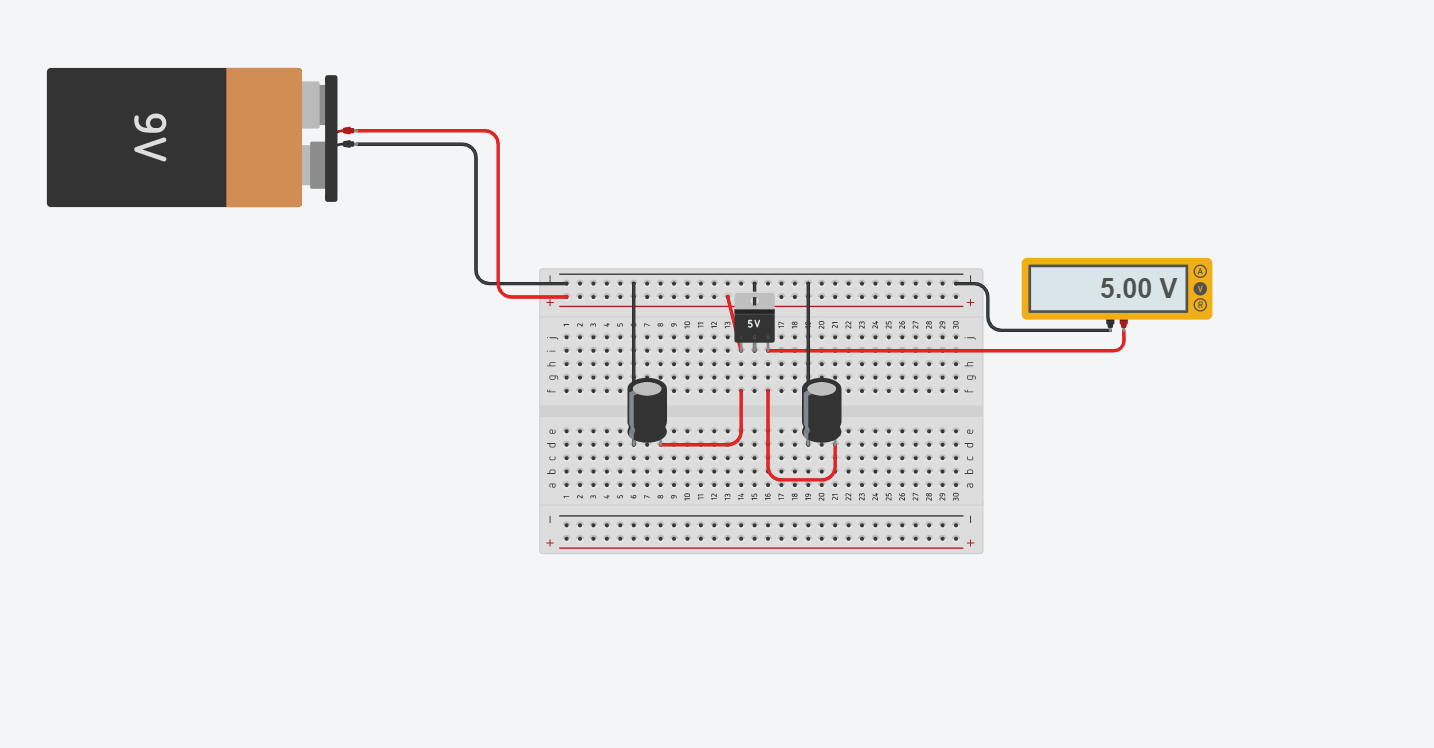 9V
5.00 V
A
V
R
− −
+ +
1 2 3 4 5 6 7 8 9 10 11 12 13 17 18 19 20 21 22 23 24 25 26 27 28 29 30
5V
j j
i i
h h
g g
f f
e e
d d
c c
b b
a a
1 2 3 4 5 6 7 8 9 10 11 12 13 14 15 16 17 18 19 20 21 22 23 24 25 26 27 28 29 30
− −
+ +